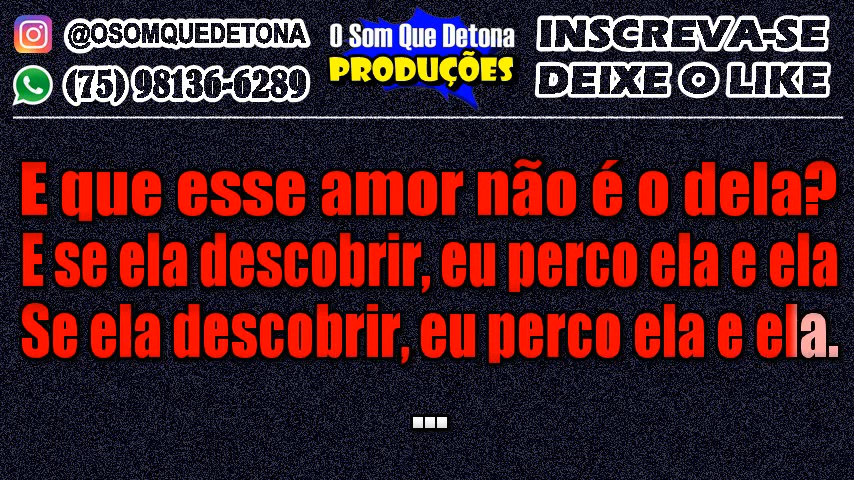 @OSOMQUEDETONA
(75) 98136-6289
O Som Que Detona
PRODUÇÕES
INSCREVA-SE
DEIXE O LIKE
E que esse amor não é o dela?
E se ela descobrir, eu perco ela e ela
Se ela descobrir, eu perco ela e ela.
...